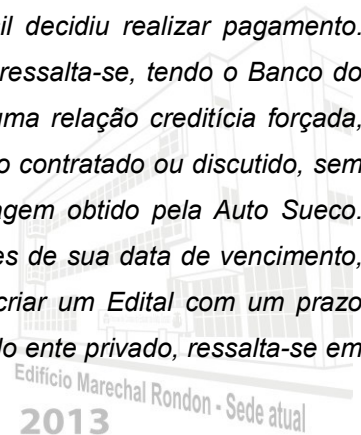 il decidiu realizar pagamento.
ressalta-se, tendo o Banco do
uma relação creditícia forçada,
o contratado ou discutido, sem
agem obtido pela Auto Sueco.
es de sua data de vencimento,
criar um Edital com um prazo
do ente privado, ressalta-se em
Edifício Marechal Rondon - Sede atual
2013